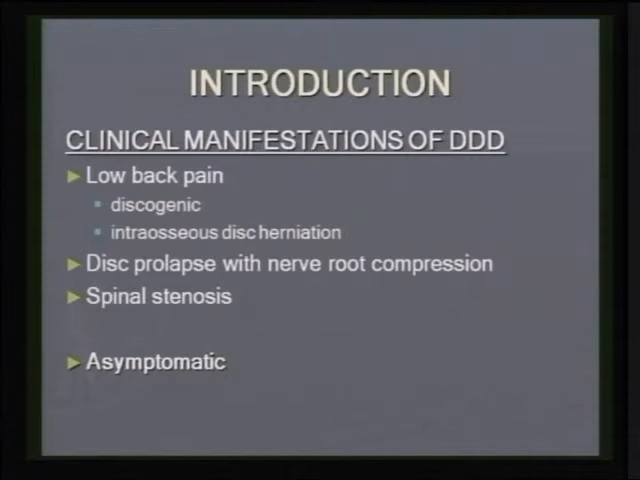 INTRODUCTION
CLINICAL MANIFESTATIONS OF DDD
► Low back pain
▪ discogenic
▪ intraosseous disc herniation
► Disc prolapse with nerve root compression
► Spinal stenosis
► Asymptomatic